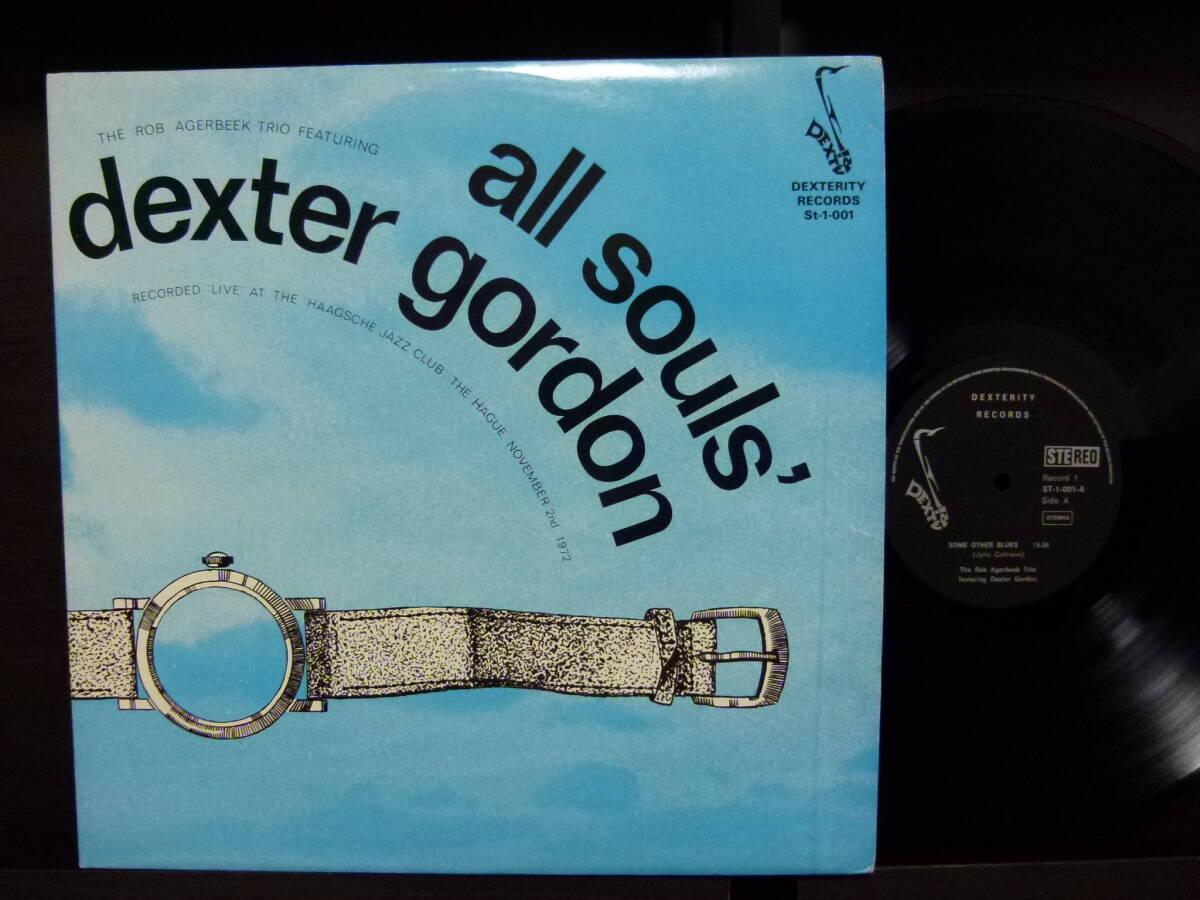 THE ROB AGERBEEK TRIO FEATURING
dexter gordon
all souls'
RECORDED "LIVE" AT THE "HAAGSCHE JAZZ CLUB" THE HAGUE NOVEMBER 2nd 1972
DEXTERITY
RECORDS
St-1-001
DEXTERITY
RECORDS
STEREO
Record 1
ST-1-001-A
Side A
STEMRA
SOME OTHER BLUES
(John Coltrane)
The Rob Agerbeek Trio
featuring Dexter Gordon